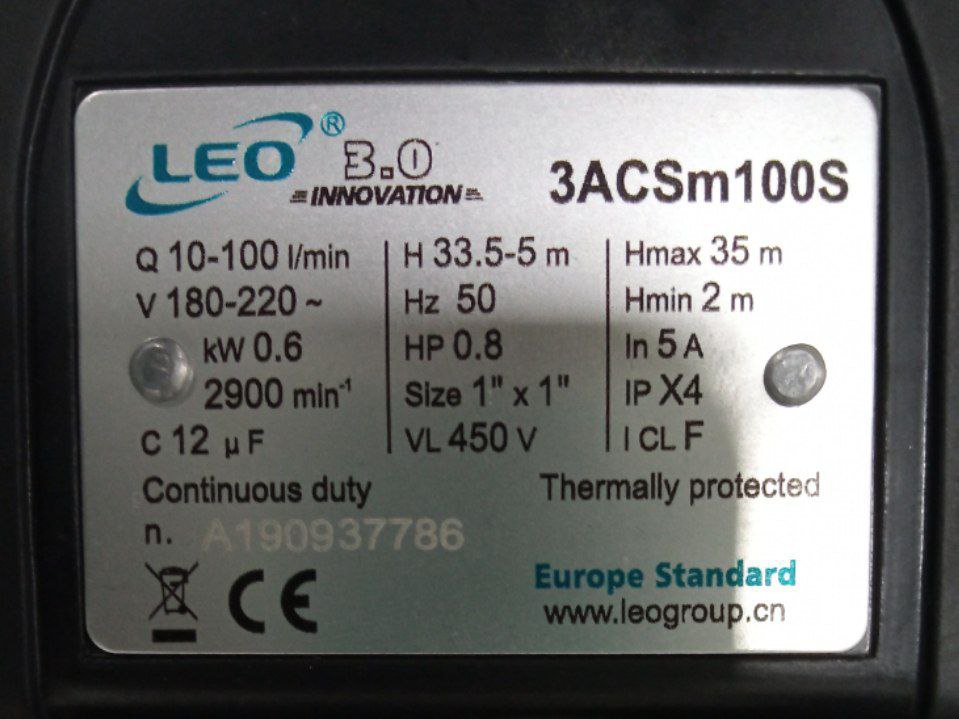 LEO® 3.0
INNOVATION
3ACSm100S
Q 10-100 l/min H 33.5-5 m Hmax 35 m
V 180-220 ~ Hz 50 Hmin 2 m
kW 0.6 HP 0.8 In 5 A
2900 min⁻¹ Size 1" x 1" IP X4
C 12 µF VL 450 V I CL F
Continuous duty Thermally protected
n. A190937786
CE Europe Standard
www.leogroup.cn